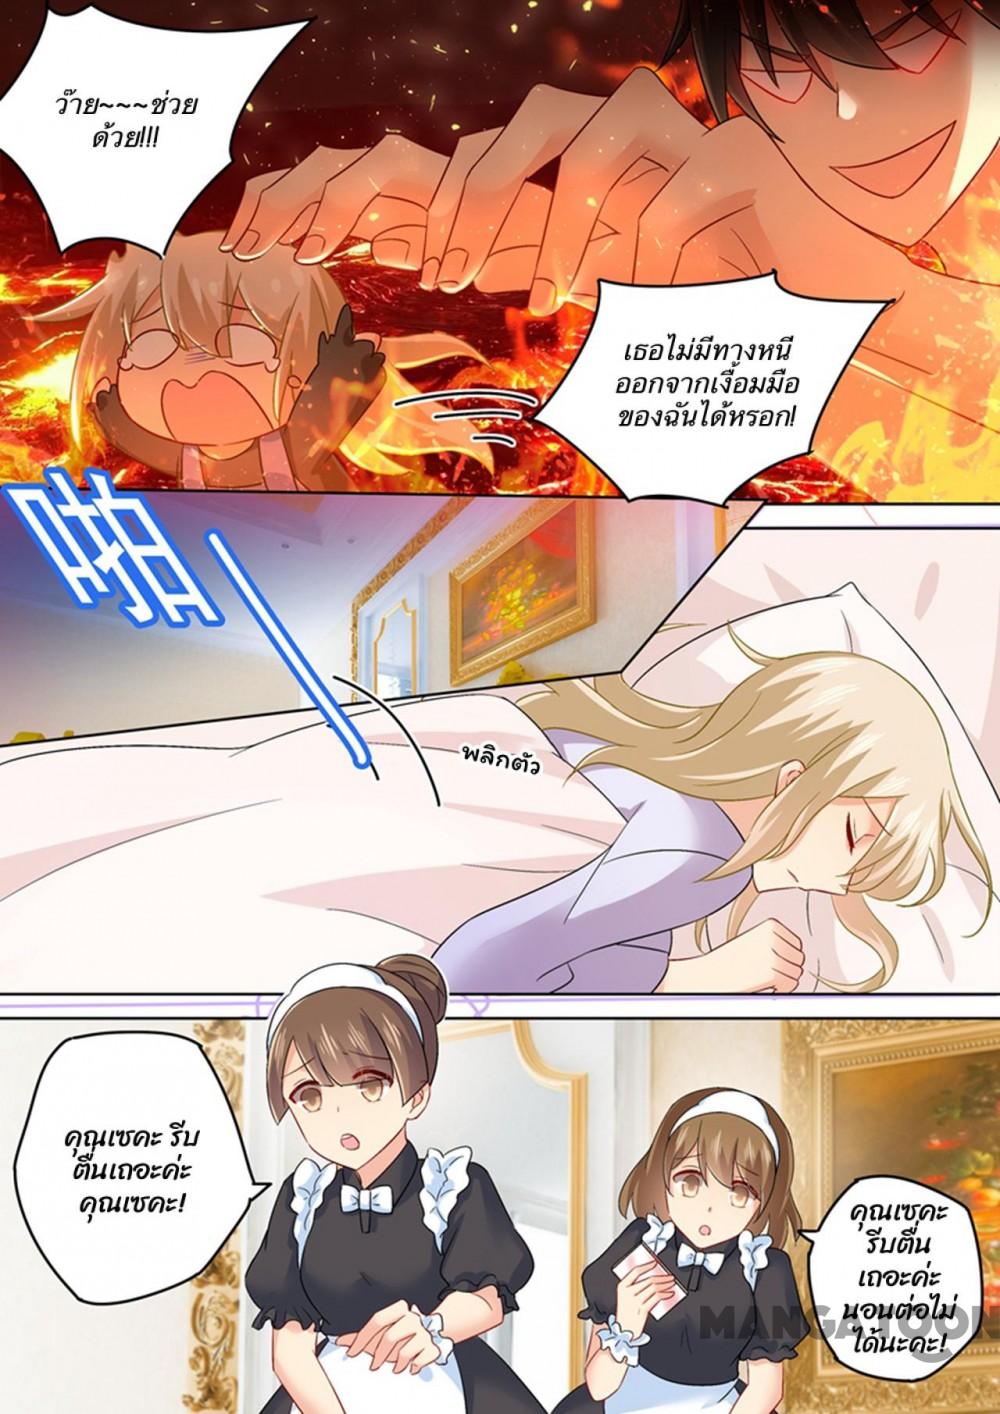 ว๊าย~~~ช่วย
ด้วย!!!
เธอไม่มีทางหนี
ออกจากเงื้อมมือ
ของฉันได้หรอก!
啪
พลิกตัว
คุณเซคะ รีบ
ตื่นเถอะค่ะ
คุณเซคะ!
คุณเซคะ
รีบตื่น
เถอะค่ะ
นอนต่อไม่
ได้นะคะ!
MANGATOON